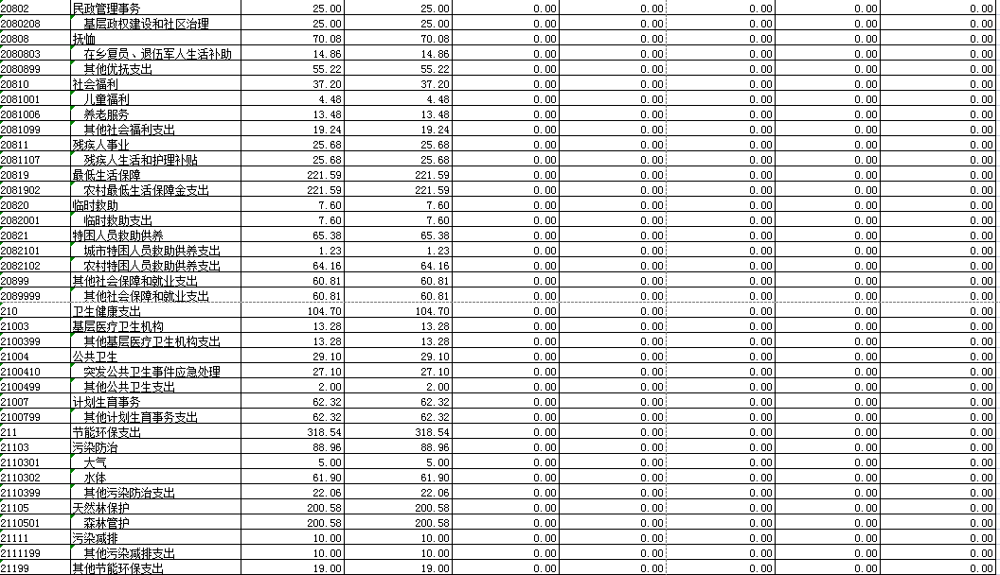 20802 民政管理事务 25.00 25.00 0.00 0.00 0.00 0.00 0.00
2080208 基层政权建设和社区治理 25.00 25.00 0.00 0.00 0.00 0.00 0.00
20808 抚恤 70.08 70.08 0.00 0.00 0.00 0.00 0.00
2080803 在乡复员、退伍军人生活补助 14.86 14.86 0.00 0.00 0.00 0.00 0.00
2080899 其他优抚支出 55.22 55.22 0.00 0.00 0.00 0.00 0.00
20810 社会福利 37.20 37.20 0.00 0.00 0.00 0.00 0.00
2081001 儿童福利 4.48 4.48 0.00 0.00 0.00 0.00 0.00
2081006 养老服务 13.48 13.48 0.00 0.00 0.00 0.00 0.00
2081099 其他社会福利支出 19.24 19.24 0.00 0.00 0.00 0.00 0.00
20811 残疾人事业 25.68 25.68 0.00 0.00 0.00 0.00 0.00
2081107 残疾人生活和护理补贴 25.68 25.68 0.00 0.00 0.00 0.00 0.00
20819 最低生活保障 221.59 221.59 0.00 0.00 0.00 0.00 0.00
2081902 农村最低生活保障金支出 221.59 221.59 0.00 0.00 0.00 0.00 0.00
20820 临时救助 7.60 7.60 0.00 0.00 0.00 0.00 0.00
2082001 临时救助支出 7.60 7.60 0.00 0.00 0.00 0.00 0.00
20821 特困人员救助供养 65.38 65.38 0.00 0.00 0.00 0.00 0.00
2082101 城市特困人员救助供养支出 1.23 1.23 0.00 0.00 0.00 0.00 0.00
2082102 农村特困人员救助供养支出 64.16 64.16 0.00 0.00 0.00 0.00 0.00
20899 其他社会保障和就业支出 60.81 60.81 0.00 0.00 0.00 0.00 0.00
2089999 其他社会保障和就业支出 60.81 60.81 0.00 0.00 0.00 0.00 0.00
210 卫生健康支出 104.70 104.70 0.00 0.00 0.00 0.00 0.00
21003 基层医疗卫生机构 13.28 13.28 0.00 0.00 0.00 0.00 0.00
2100399 其他基层医疗卫生机构支出 13.28 13.28 0.00 0.00 0.00 0.00 0.00
21004 公共卫生 29.10 29.10 0.00 0.00 0.00 0.00 0.00
2100410 突发公共卫生事件应急处理 27.10 27.10 0.00 0.00 0.00 0.00 0.00
2100499 其他公共卫生支出 2.00 2.00 0.00 0.00 0.00 0.00 0.00
21007 计划生育事务 62.32 62.32 0.00 0.00 0.00 0.00 0.00
2100799 其他计划生育事务支出 62.32 62.32 0.00 0.00 0.00 0.00 0.00
211 节能环保支出 318.54 318.54 0.00 0.00 0.00 0.00 0.00
21103 污染防治 88.96 88.96 0.00 0.00 0.00 0.00 0.00
2110301 大气 5.00 5.00 0.00 0.00 0.00 0.00 0.00
2110302 水体 61.90 61.90 0.00 0.00 0.00 0.00 0.00
2110399 其他污染防治支出 22.06 22.06 0.00 0.00 0.00 0.00 0.00
21105 天然林保护 200.58 200.58 0.00 0.00 0.00 0.00 0.00
2110501 森林管护 200.58 200.58 0.00 0.00 0.00 0.00 0.00
21111 污染减排 10.00 10.00 0.00 0.00 0.00 0.00 0.00
2111199 其他污染减排支出 10.00 10.00 0.00 0.00 0.00 0.00 0.00
21199 其他节能环保支出 19.00 19.00 0.00 0.00 0.00 0.00 0.00